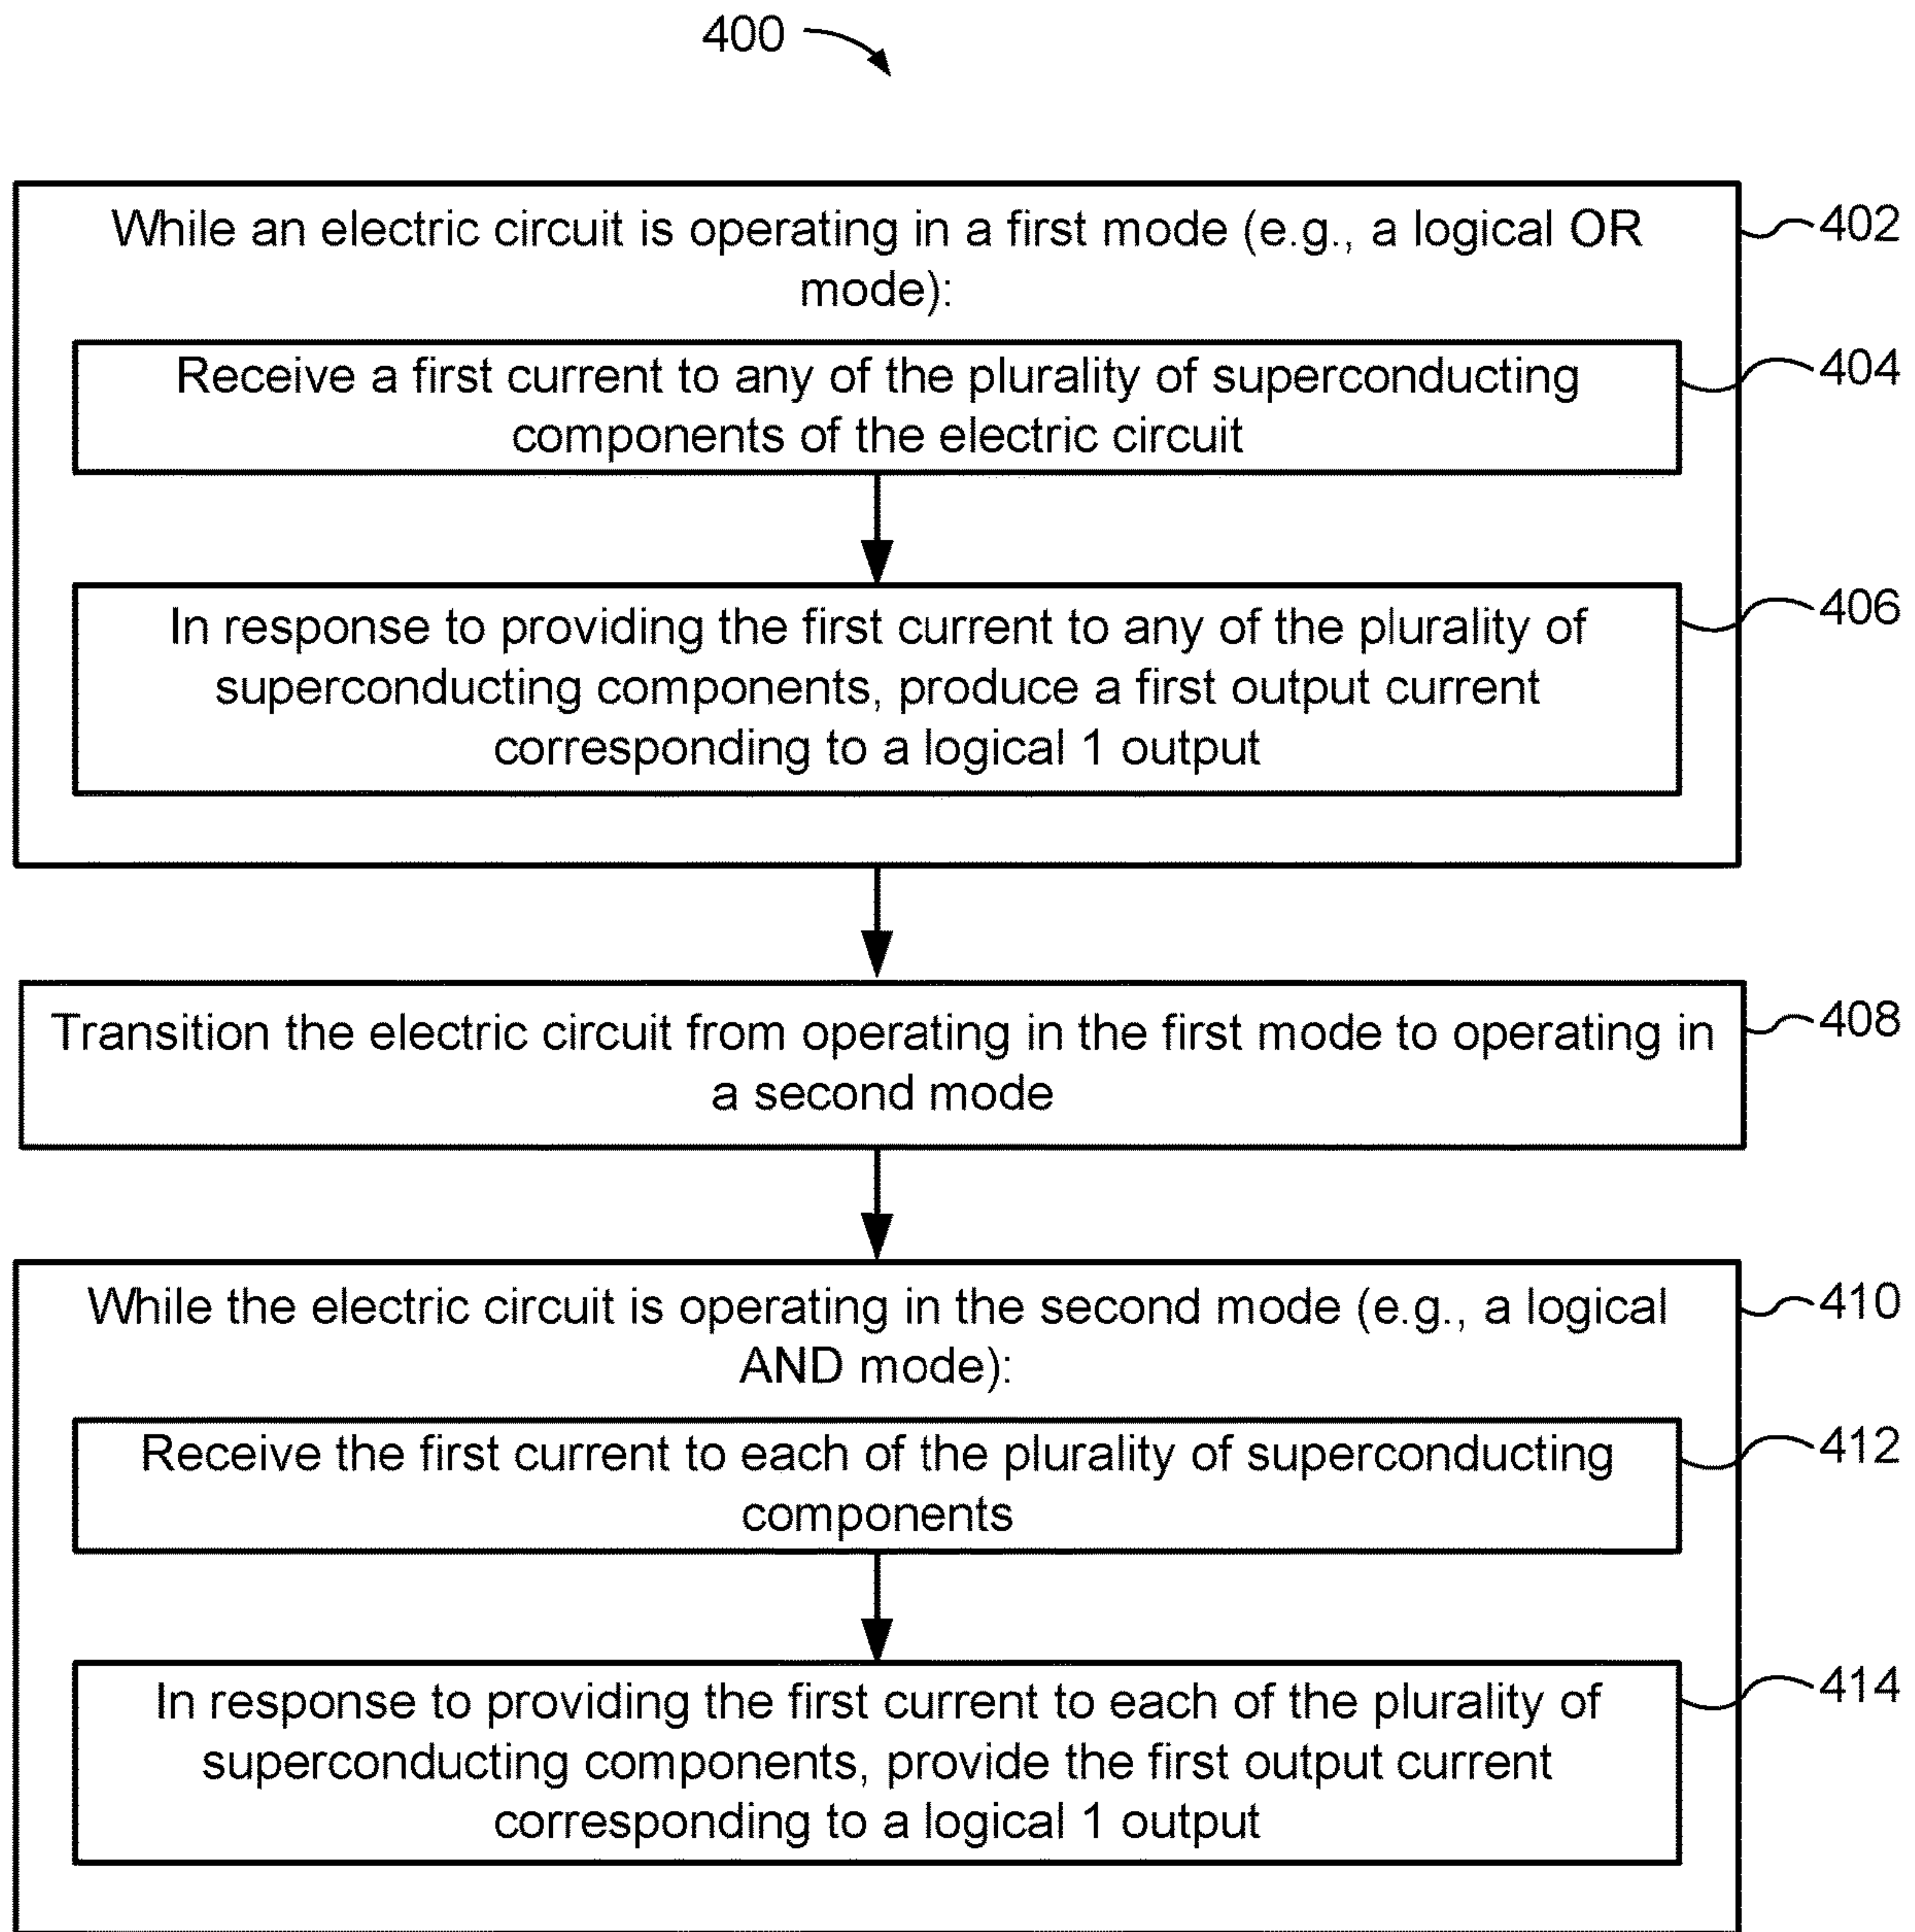 400
While an electric circuit is operating in a first mode (e.g., a logical OR
mode):
402
Receive a first current to any of the plurality of superconducting
components of the electric circuit
404
In response to providing the first current to any of the plurality of
superconducting components, produce a first output current
corresponding to a logical 1 output
406
Transition the electric circuit from operating in the first mode to operating in
a second mode
408
While the electric circuit is operating in the second mode (e.g., a logical
AND mode):
410
Receive the first current to each of the plurality of superconducting
components
412
In response to providing the first current to each of the plurality of
superconducting components, provide the first output current
corresponding to a logical 1 output
414